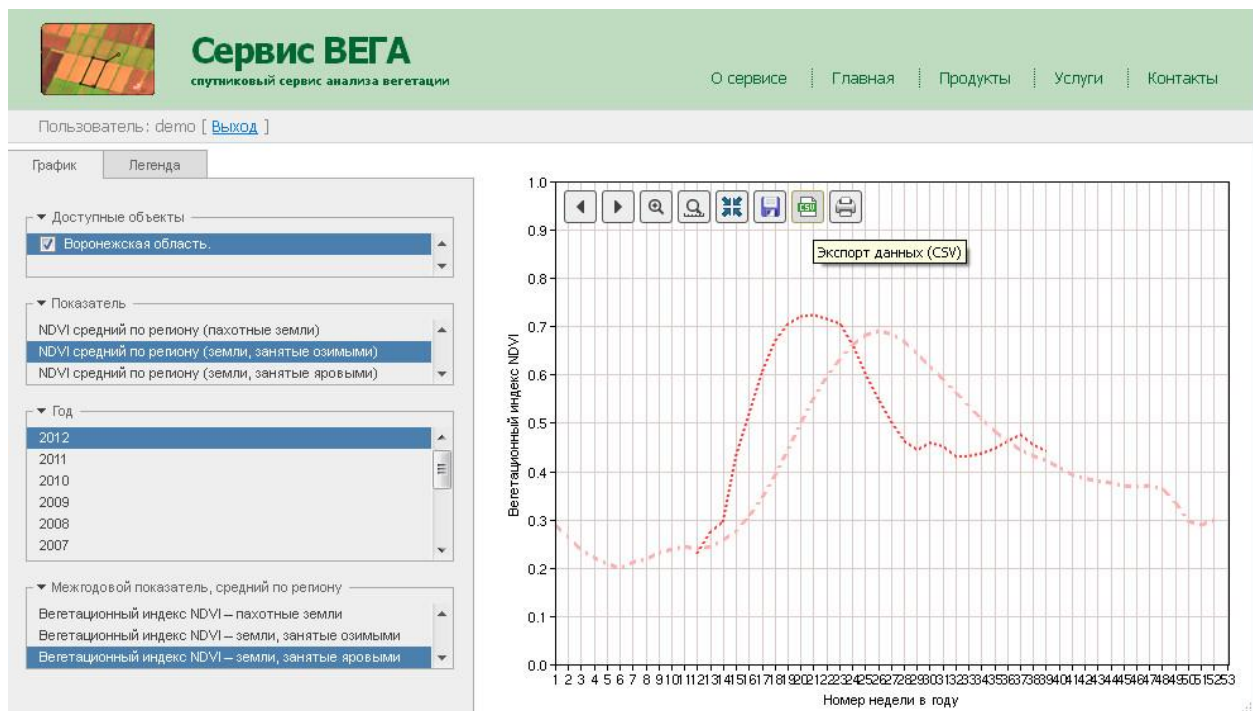 Сервис ВЕГА
спутниковый сервис анализа вегетации
О сервисе
Главная
Продукты
Услуги
Контакты
Пользователь: demo [ Выход ]
График
Легенда
Доступные объекты
Воронежская область.
Показатель
NDVI средний по региону (пахотные земли)
NDVI средний по региону (земли, занятые озимыми)
NDVI средний по региону (земли, занятые яровыми)
Год
2012
2011
2010
2009
2008
2007
Межгодовой показатель, средний по региону
Вегетационный индекс NDVI – пахотные земли
Вегетационный индекс NDVI – земли, занятые озимыми
Вегетационный индекс NDVI – земли, занятые яровыми
CSV
Экспорт данных (CSV)
Вегетационный индекс NDVI
1.0
0.9
0.8
0.7
0.6
0.5
0.4
0.3
0.2
0.1
0.0
1 2 3 4 5 6 7 8 9 10 11 12 13 14 15 16 17 18 19 20 21 22 23 24 25 26 27 28 29 30 31 32 33 34 35 36 37 38 39 40 41 42 43 44 45 46 47 48 49 50 51 52 53
Номер недели в году